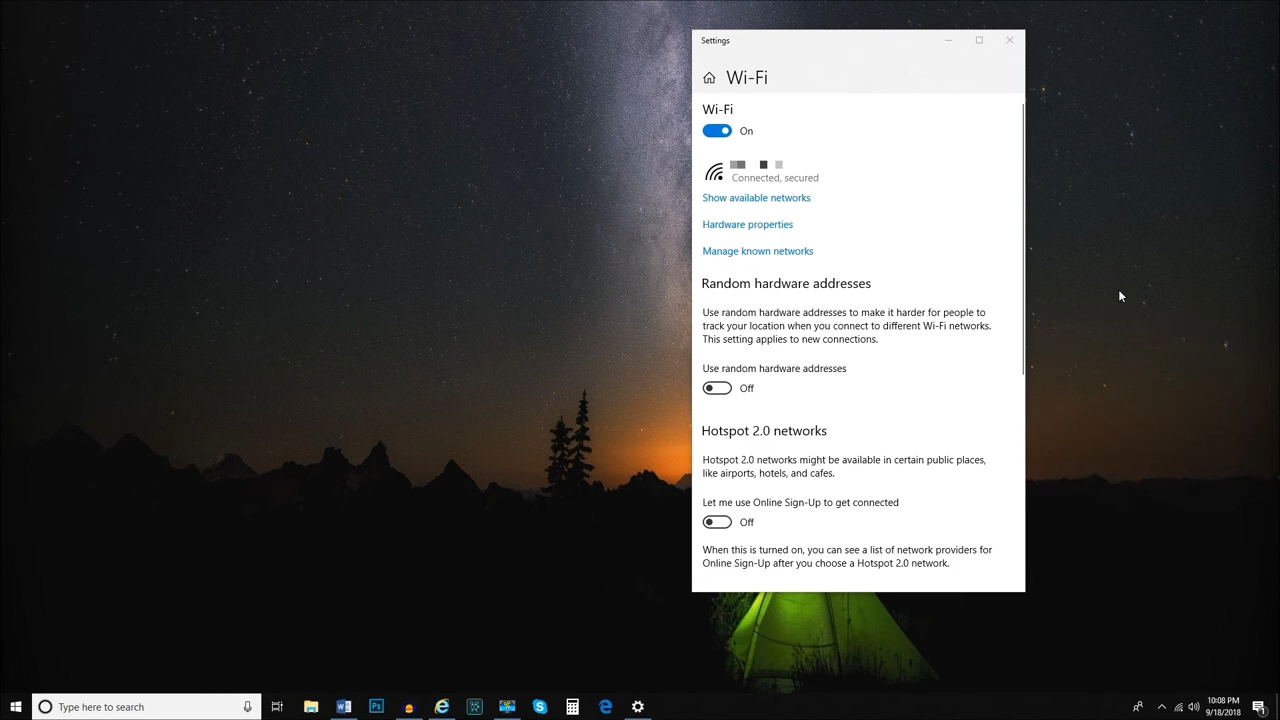 Settings
Wi-Fi
Wi-Fi
On
Connected, secured
Show available networks
Hardware properties
Manage known networks
Random hardware addresses
Use random hardware addresses to make it harder for people to
track your location when you connect to different Wi-Fi networks.
This setting applies to new connections.
Use random hardware addresses
Off
Hotspot 2.0 networks
Hotspot 2.0 networks might be available in certain public places,
like airports, hotels, and cafes.
Let me use Online Sign-Up to get connected
Off
When this is turned on, you can see a list of network providers for
Online Sign-Up after you choose a Hotspot 2.0 network.
Type here to search
10:08 PM
9/18/2018